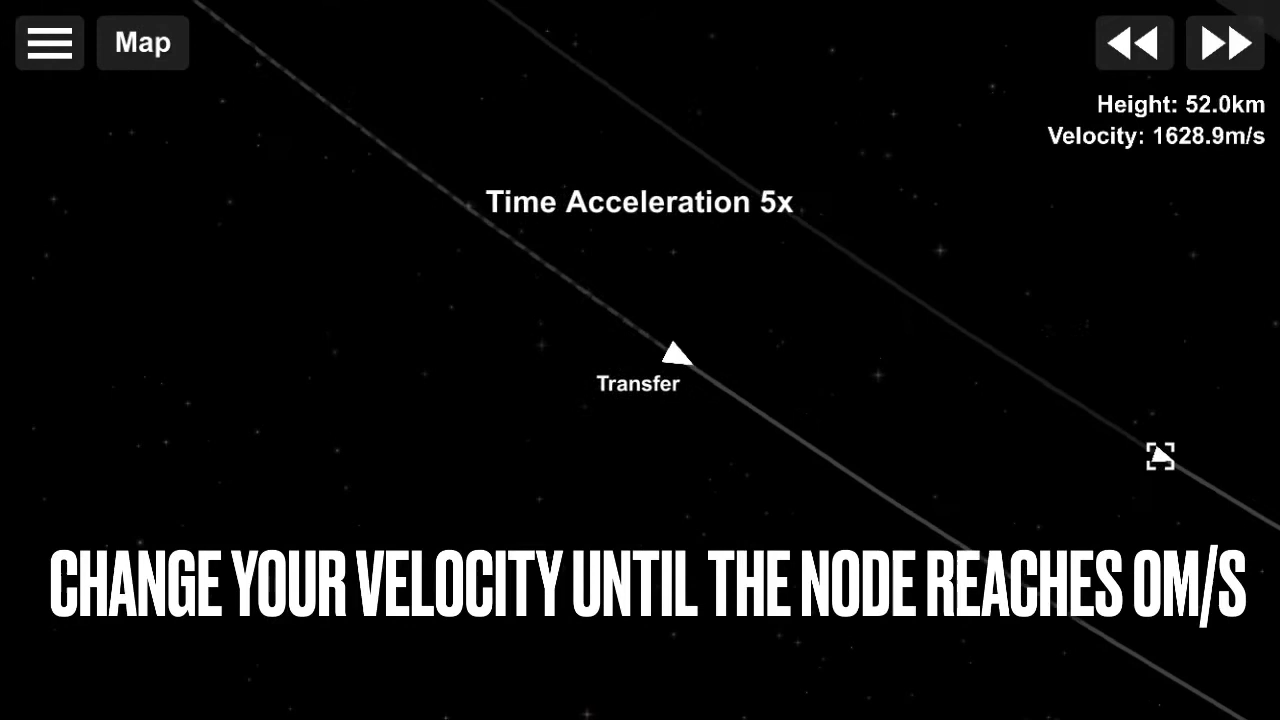 Map
Height: 52.0km
Velocity: 1628.9m/s
Time Acceleration 5x
Transfer
CHANGE YOUR VELOCITY UNTIL THE NODE REACHES 0M/S